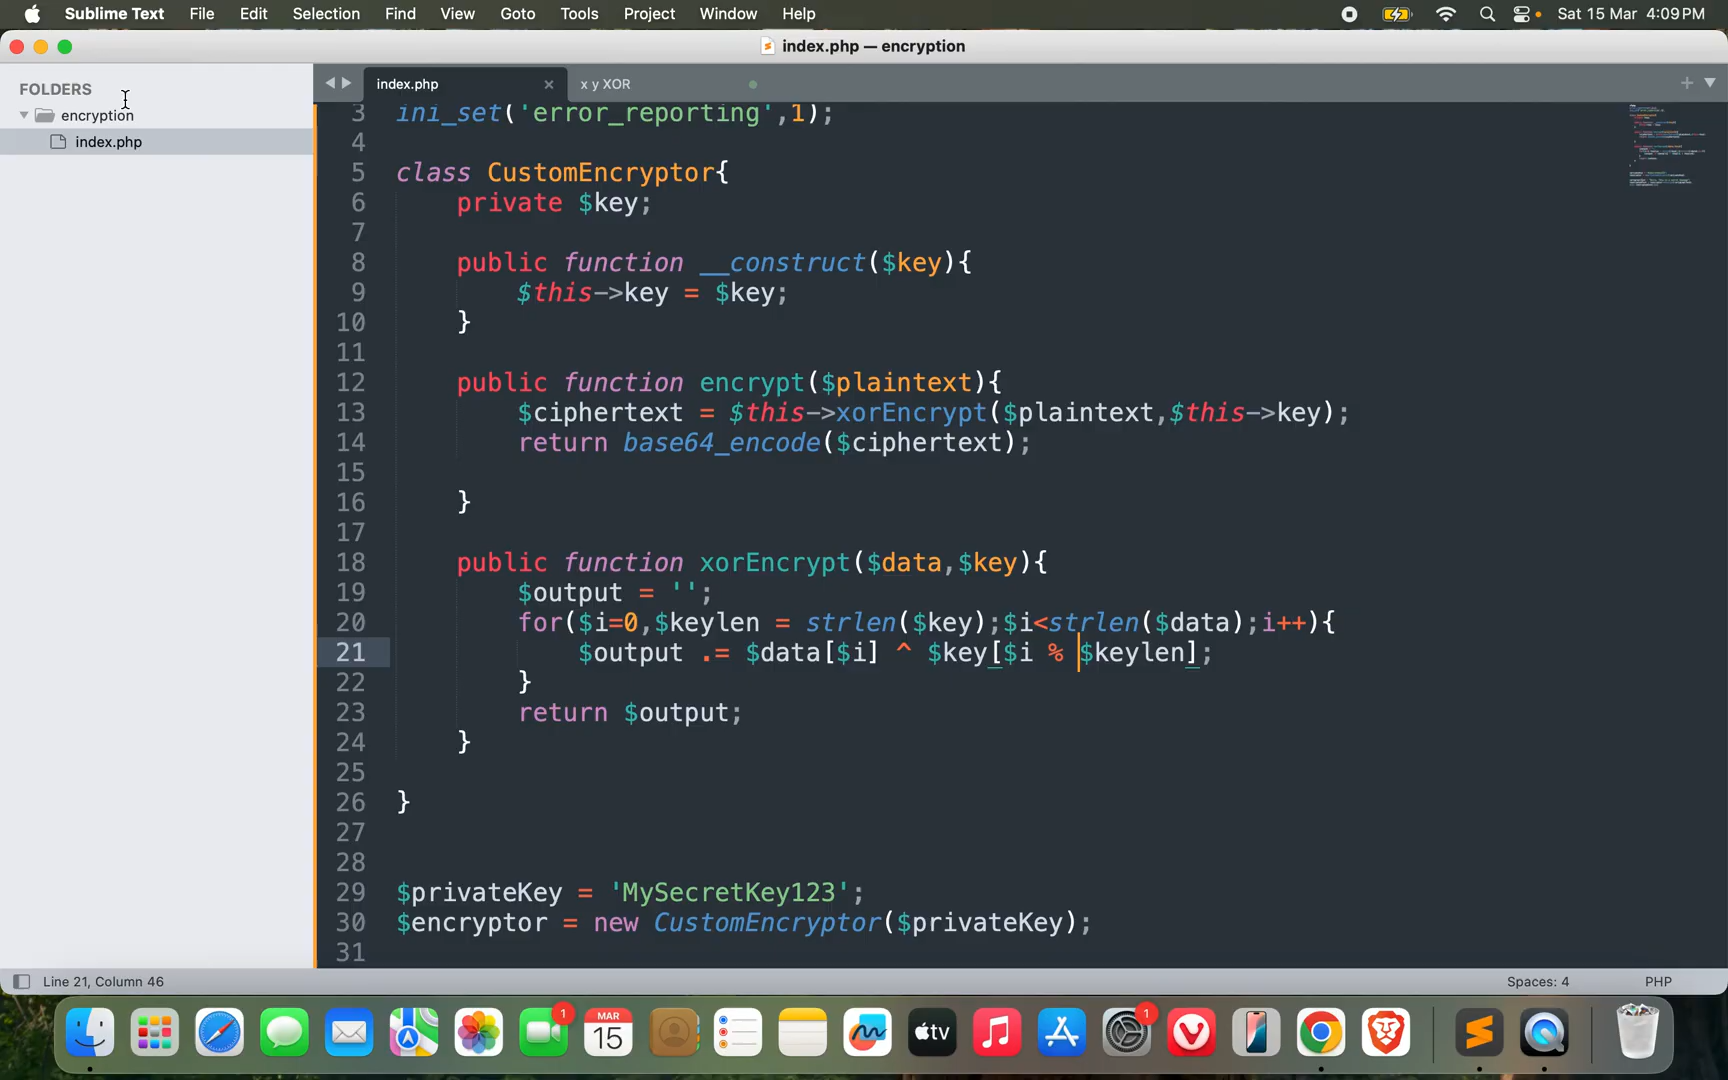 Sublime Text File Edit Selection Find View Goto Tools Project Window Help Sat 15 Mar 4:09 PM
index.php — encryption
FOLDERS
encryption
index.php
index.php x y XOR
3 ini_set('error_reporting',1);
4
5 class CustomEncryptor{
6 private $key;
7
8 public function __construct($key){
9 $this->key = $key;
10 }
11
12 public function encrypt($plaintext){
13 $ciphertext = $this->xorEncrypt($plaintext,$this->key);
14 return base64_encode($ciphertext);
15
16 }
17
18 public function xorEncrypt($data,$key){
19 $output = '';
20 for($i=0,$keylen = strlen($key);$i<strlen($data);i++){
21 $output .= $data[$i] ^ $key[$i % $keylen];
22 }
23 return $output;
24 }
25
26 }
27
28
29 $privateKey = 'MySecretKey123';
30 $encryptor = new CustomEncryptor($privateKey);
31
Line 21, Column 46 Spaces: 4 PHP
1
MAR
15
tv
1